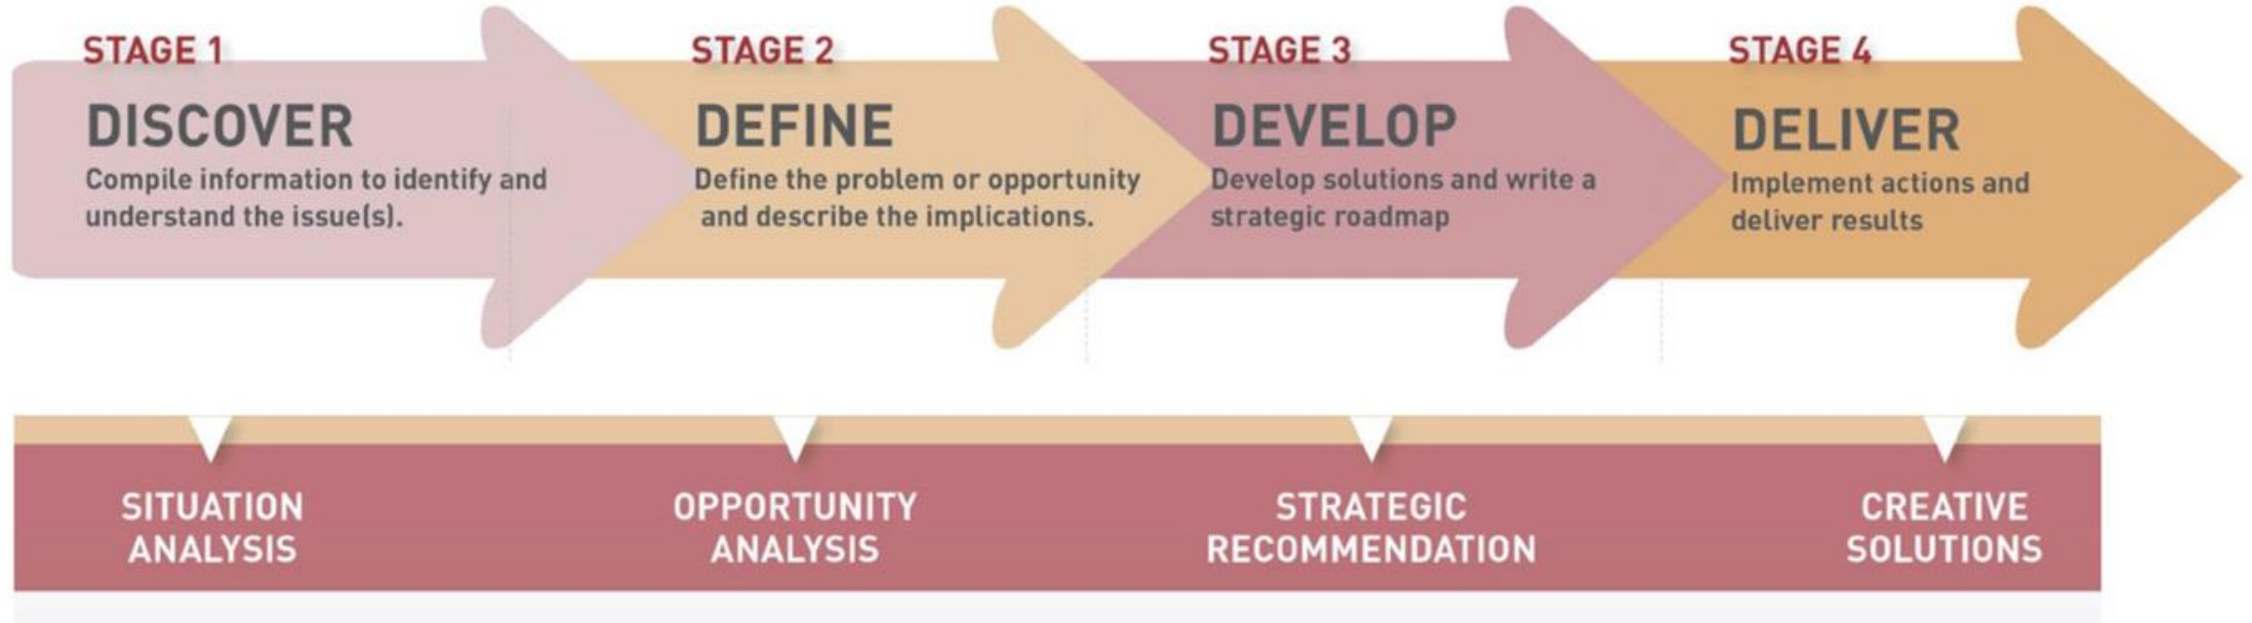 STAGE 1
DISCOVER
Compile information to identify and
understand the issue(s).
STAGE 2
DEFINE
Define the problem or opportunity
and describe the implications.
STAGE 3
DEVELOP
Develop solutions and write a
strategic roadmap
STAGE 4
DELIVER
Implement actions and
deliver results
SITUATION
ANALYSIS
OPPORTUNITY
ANALYSIS
STRATEGIC
RECOMMENDATION
CREATIVE
SOLUTIONS